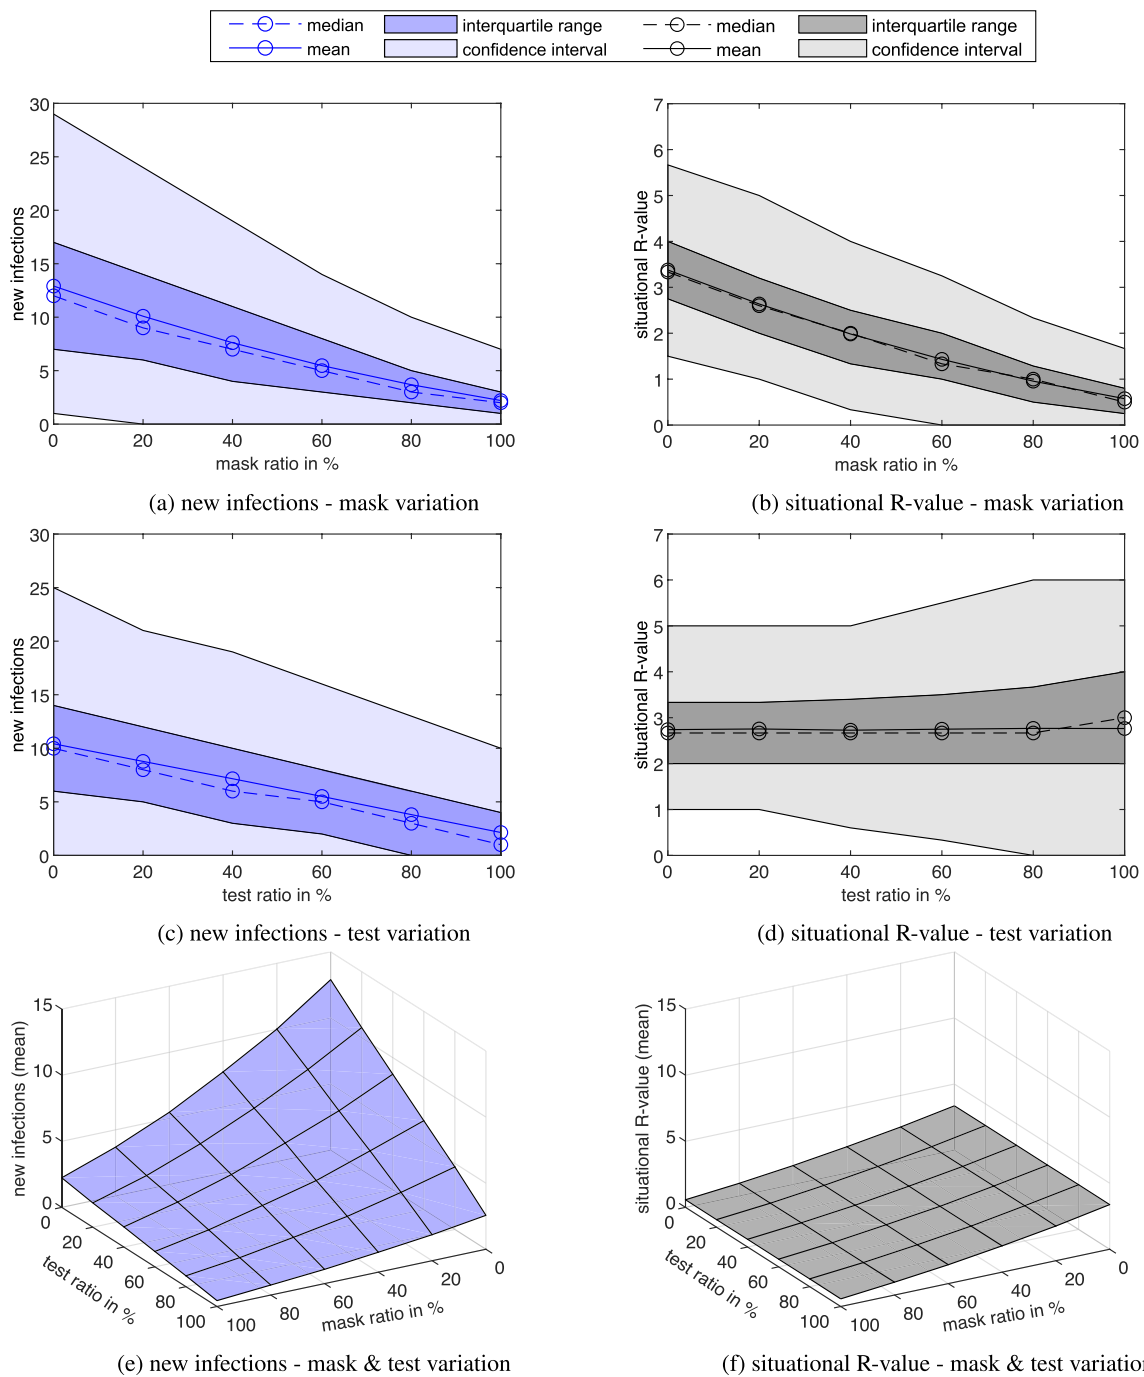 median interquartile range median interquartile range
mean confidence interval mean confidence interval
30
25
20
15
10
5
0
new infections
0 20 40 60 80 100
mask ratio in %
(a) new infections - mask variation
7
6
5
4
3
2
1
0
situational R-value
0 20 40 60 80 100
mask ratio in %
(b) situational R-value - mask variation
30
25
20
15
10
5
0
new infections
0 20 40 60 80 100
test ratio in %
(c) new infections - test variation
7
6
5
4
3
2
1
0
situational R-value
0 20 40 60 80 100
test ratio in %
(d) situational R-value - test variation
15
10
5
0
new infections (mean)
0
20
40
60
80
100
test ratio in %
100 80 60 40 20 0
mask ratio in %
(e) new infections - mask & test variation
15
10
5
0
situational R-value (mean)
0
20
40
60
80
100
test ratio in %
100 80 60 40 20 0
mask ratio in %
(f) situational R-value - mask & test variation